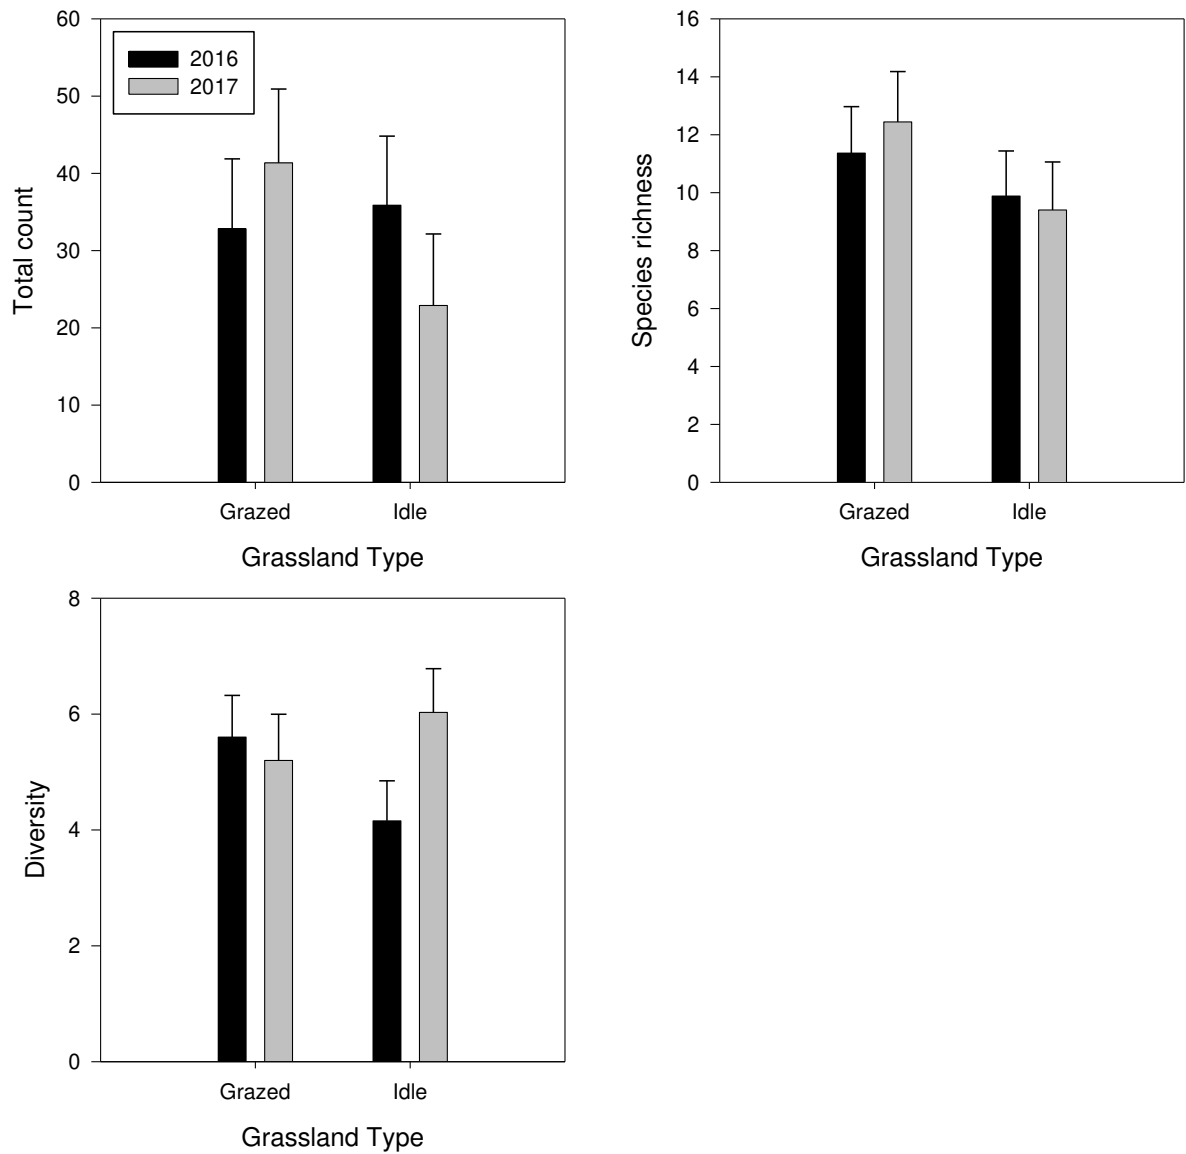 60
50
40
30
20
10
0
Total count
2016
2017
Grazed Idle
Grassland Type
16
14
12
10
8
6
4
2
0
Species richness
Grazed Idle
Grassland Type
8
6
4
2
0
Diversity
Grazed Idle
Grassland Type